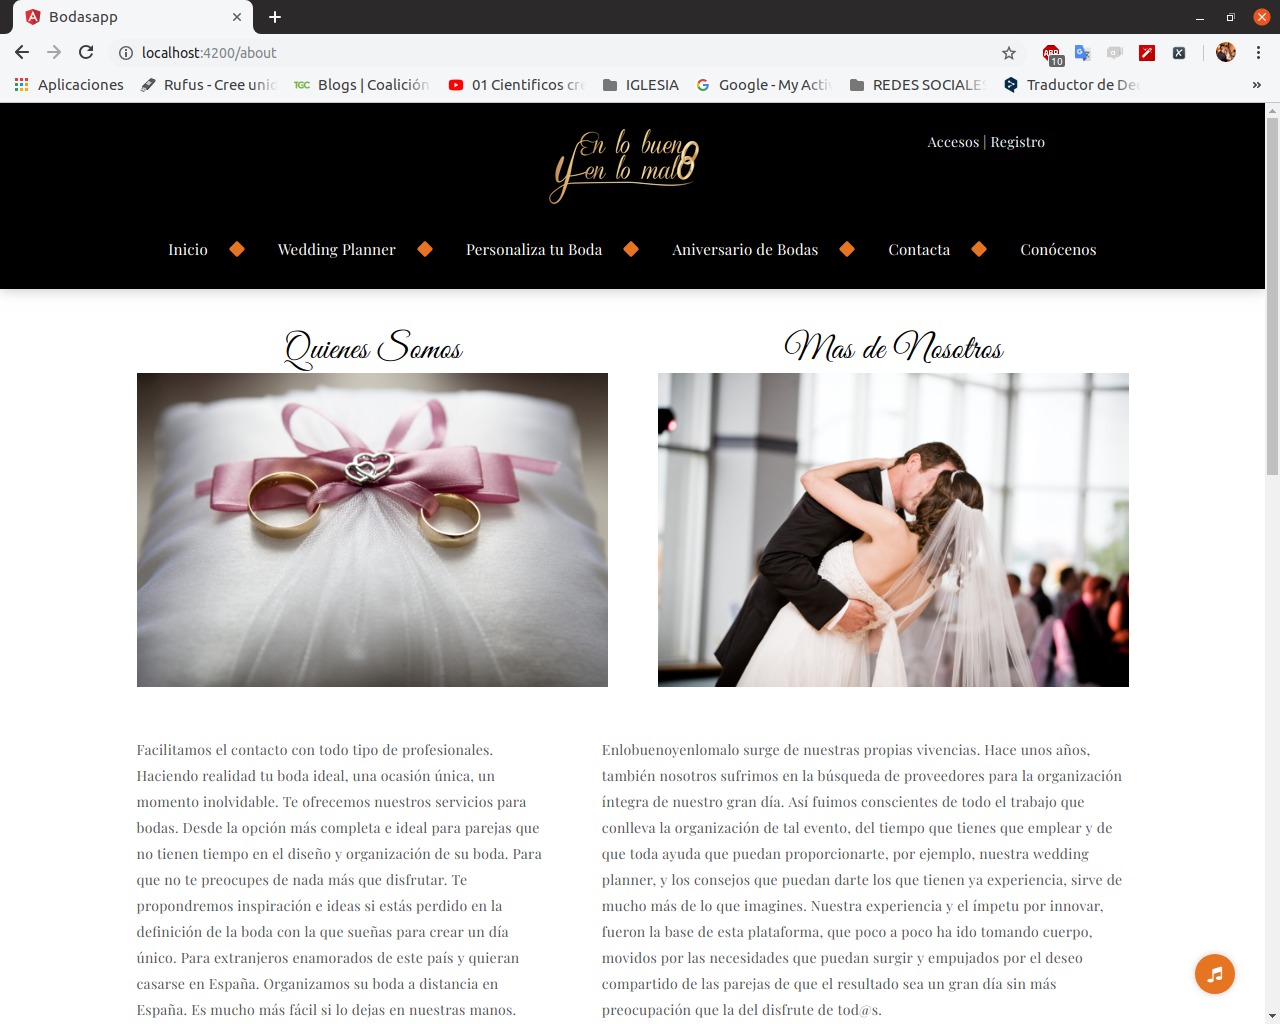 Bodasapp
localhost:4200/about
10
Aplicaciones
Rufus - Cree unic
TGC Blogs | Coalición
01 Cientificos cre
IGLESIA
Google - My Activ
REDES SOCIALES
Traductor de Dee
»
En lo bueno
y en lo malo
Accesos | Registro
Inicio
Wedding Planner
Personaliza tu Boda
Aniversario de Bodas
Contacta
Conócenos
Quienes Somos
Facilitamos el contacto con todo tipo de profesionales.
Haciendo realidad tu boda ideal, una ocasión única, un
momento inolvidable. Te ofrecemos nuestros servicios para
bodas. Desde la opción más completa e ideal para parejas que
no tienen tiempo en el diseño y organización de su boda. Para
que no te preocupes de nada más que disfrutar. Te
propondremos inspiración e ideas si estás perdido en la
definición de la boda con la que sueñas para crear un día
único. Para extranjeros enamorados de este país y quieran
casarse en España. Organizamos su boda a distancia en
España. Es mucho más fácil si lo dejas en nuestras manos.
Mas de Nosotros
Enlobuenoyenlomalo surge de nuestras propias vivencias. Hace unos años,
también nosotros sufrimos en la búsqueda de proveedores para la organización
íntegra de nuestro gran día. Así fuimos conscientes de todo el trabajo que
conlleva la organización de tal evento, del tiempo que tienes que emplear y de
que toda ayuda que puedan proporcionarte, por ejemplo, nuestra wedding
planner, y los consejos que puedan darte los que tienen ya experiencia, sirve de
mucho más de lo que imagines. Nuestra experiencia y el ímpetu por innovar,
fueron la base de esta plataforma, que poco a poco ha ido tomando cuerpo,
movidos por las necesidades que puedan surgir y empujados por el deseo
compartido de las parejas de que el resultado sea un gran día sin más
preocupación que la del disfrute de tod@s.